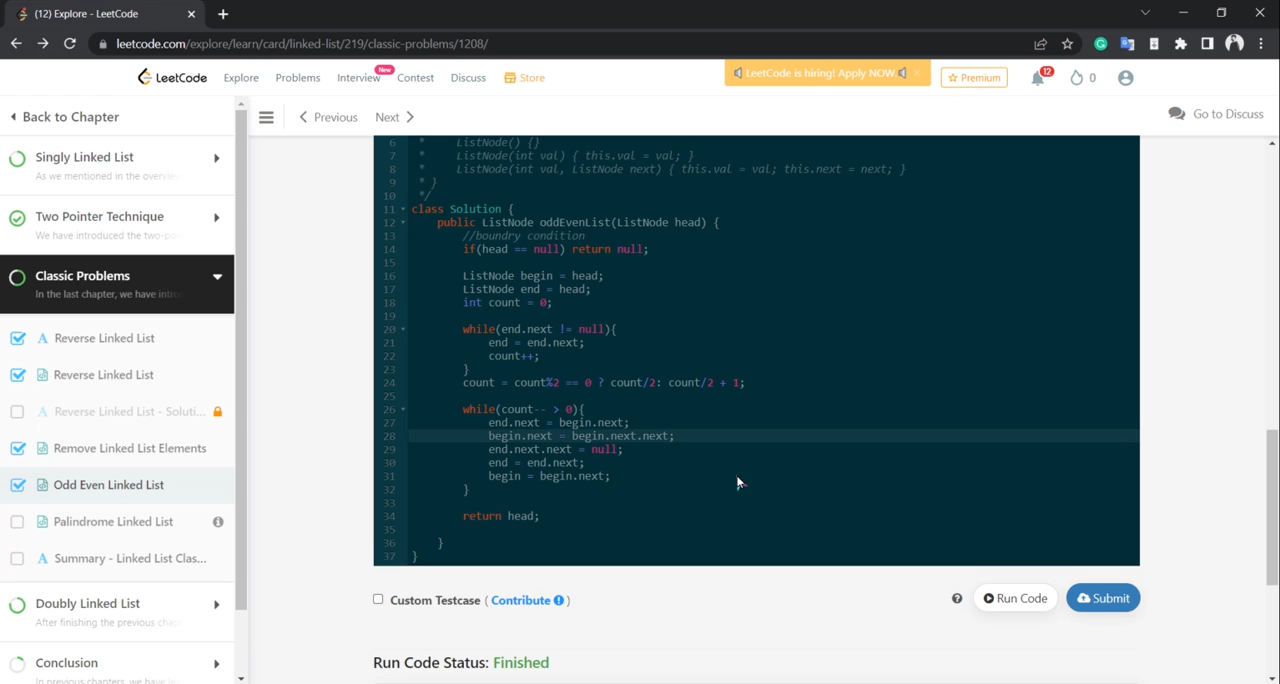 (12) Explore - LeetCode
leetcode.com/explore/learn/card/linked-list/219/classic-problems/1208/
LeetCode
Explore
Problems
Interview
New
Contest
Discuss
Store
LeetCode is hiring! Apply NOW.
Premium
12
0
Back to Chapter
Previous
Next
Go to Discuss
Singly Linked List
As we mentioned in the overvie
Two Pointer Technique
We have introduced the two-po
Classic Problems
In the last chapter, we have intro
Reverse Linked List
Reverse Linked List
Reverse Linked List - Soluti...
Remove Linked List Elements
Odd Even Linked List
Palindrome Linked List
Summary - Linked List Clas...
Doubly Linked List
After finishing the previous chap
Conclusion
In previous chapters, we have le
6 * ListNode() {}
7 * ListNode(int val) { this.val = val; }
8 * ListNode(int val, ListNode next) { this.val = val; this.next = next; }
9 * }
10 */
11 class Solution {
12 public ListNode oddEvenList(ListNode head) {
13 //boundry condition
14 if(head == null) return null;
15
16 ListNode begin = head;
17 ListNode end = head;
18 int count = 0;
19
20 while(end.next != null){
21 end = end.next;
22 count++;
23 }
24 count = count%2 == 0 ? count/2: count/2 + 1;
25
26 while(count-- > 0){
27 end.next = begin.next;
28 begin.next = begin.next.next;
29 end.next.next = null;
30 end = end.next;
31 begin = begin.next;
32 }
33
34 return head;
35
36 }
37 }
Custom Testcase ( Contribute )
Run Code
Submit
Run Code Status: Finished